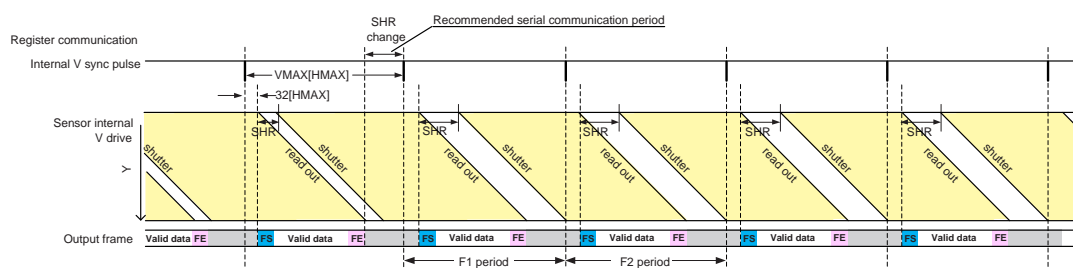 SHR change
Recommended serial communication period
Register communication
Internal V sync pulse
VMAX[HMAX]
32[HMAX]
Sensor internal V drive
Y
SHR
SHR
SHR
SHR
SHR
shutter
read out
shutter
read out
shutter
read out
shutter
read out
shutter
read out
shutter
Output frame
Valid data FE
FS Valid data FE
FS Valid data FE
FS Valid data FE
FS Valid data FE
FS Valid data FE
F1 period
F2 period